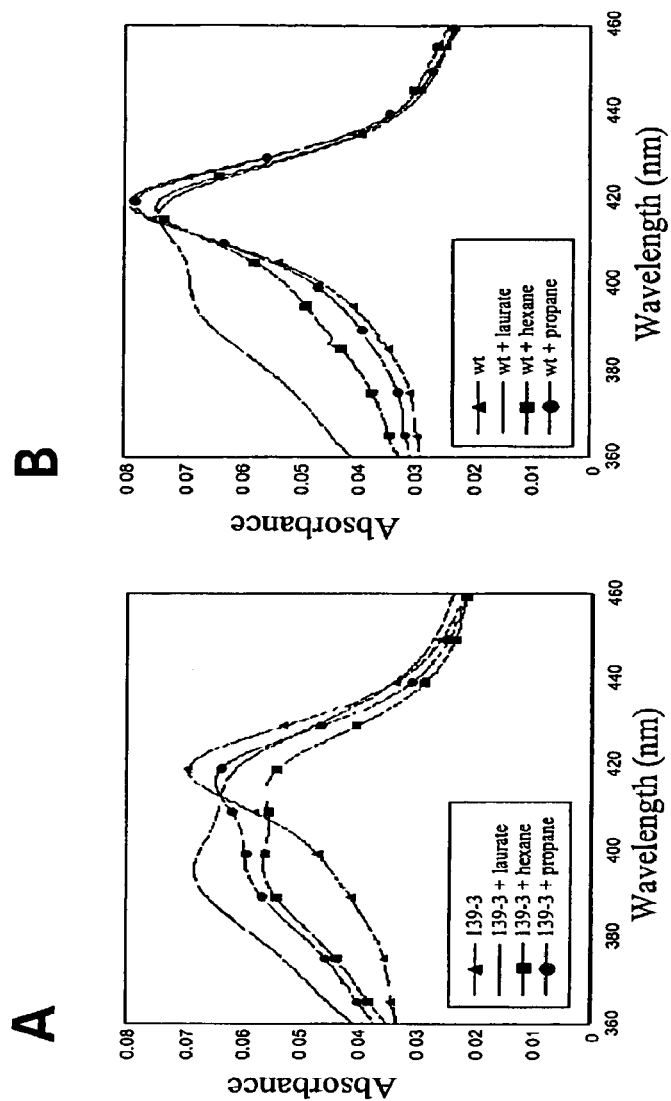 A
Absorbance
0.08
0.07
0.06
0.05
0.04
0.03
0.02
0.01
0
360
380
400
420
440
460
Wavelength (nm)
139-3
139-3 + laurate
139-3 + hexane
139-3 + propane
B
Absorbance
0.08
0.07
0.06
0.05
0.04
0.03
0.02
0.01
0
360
380
400
420
440
460
Wavelength (nm)
wt
wt + laurate
wt + hexane
wt + propane